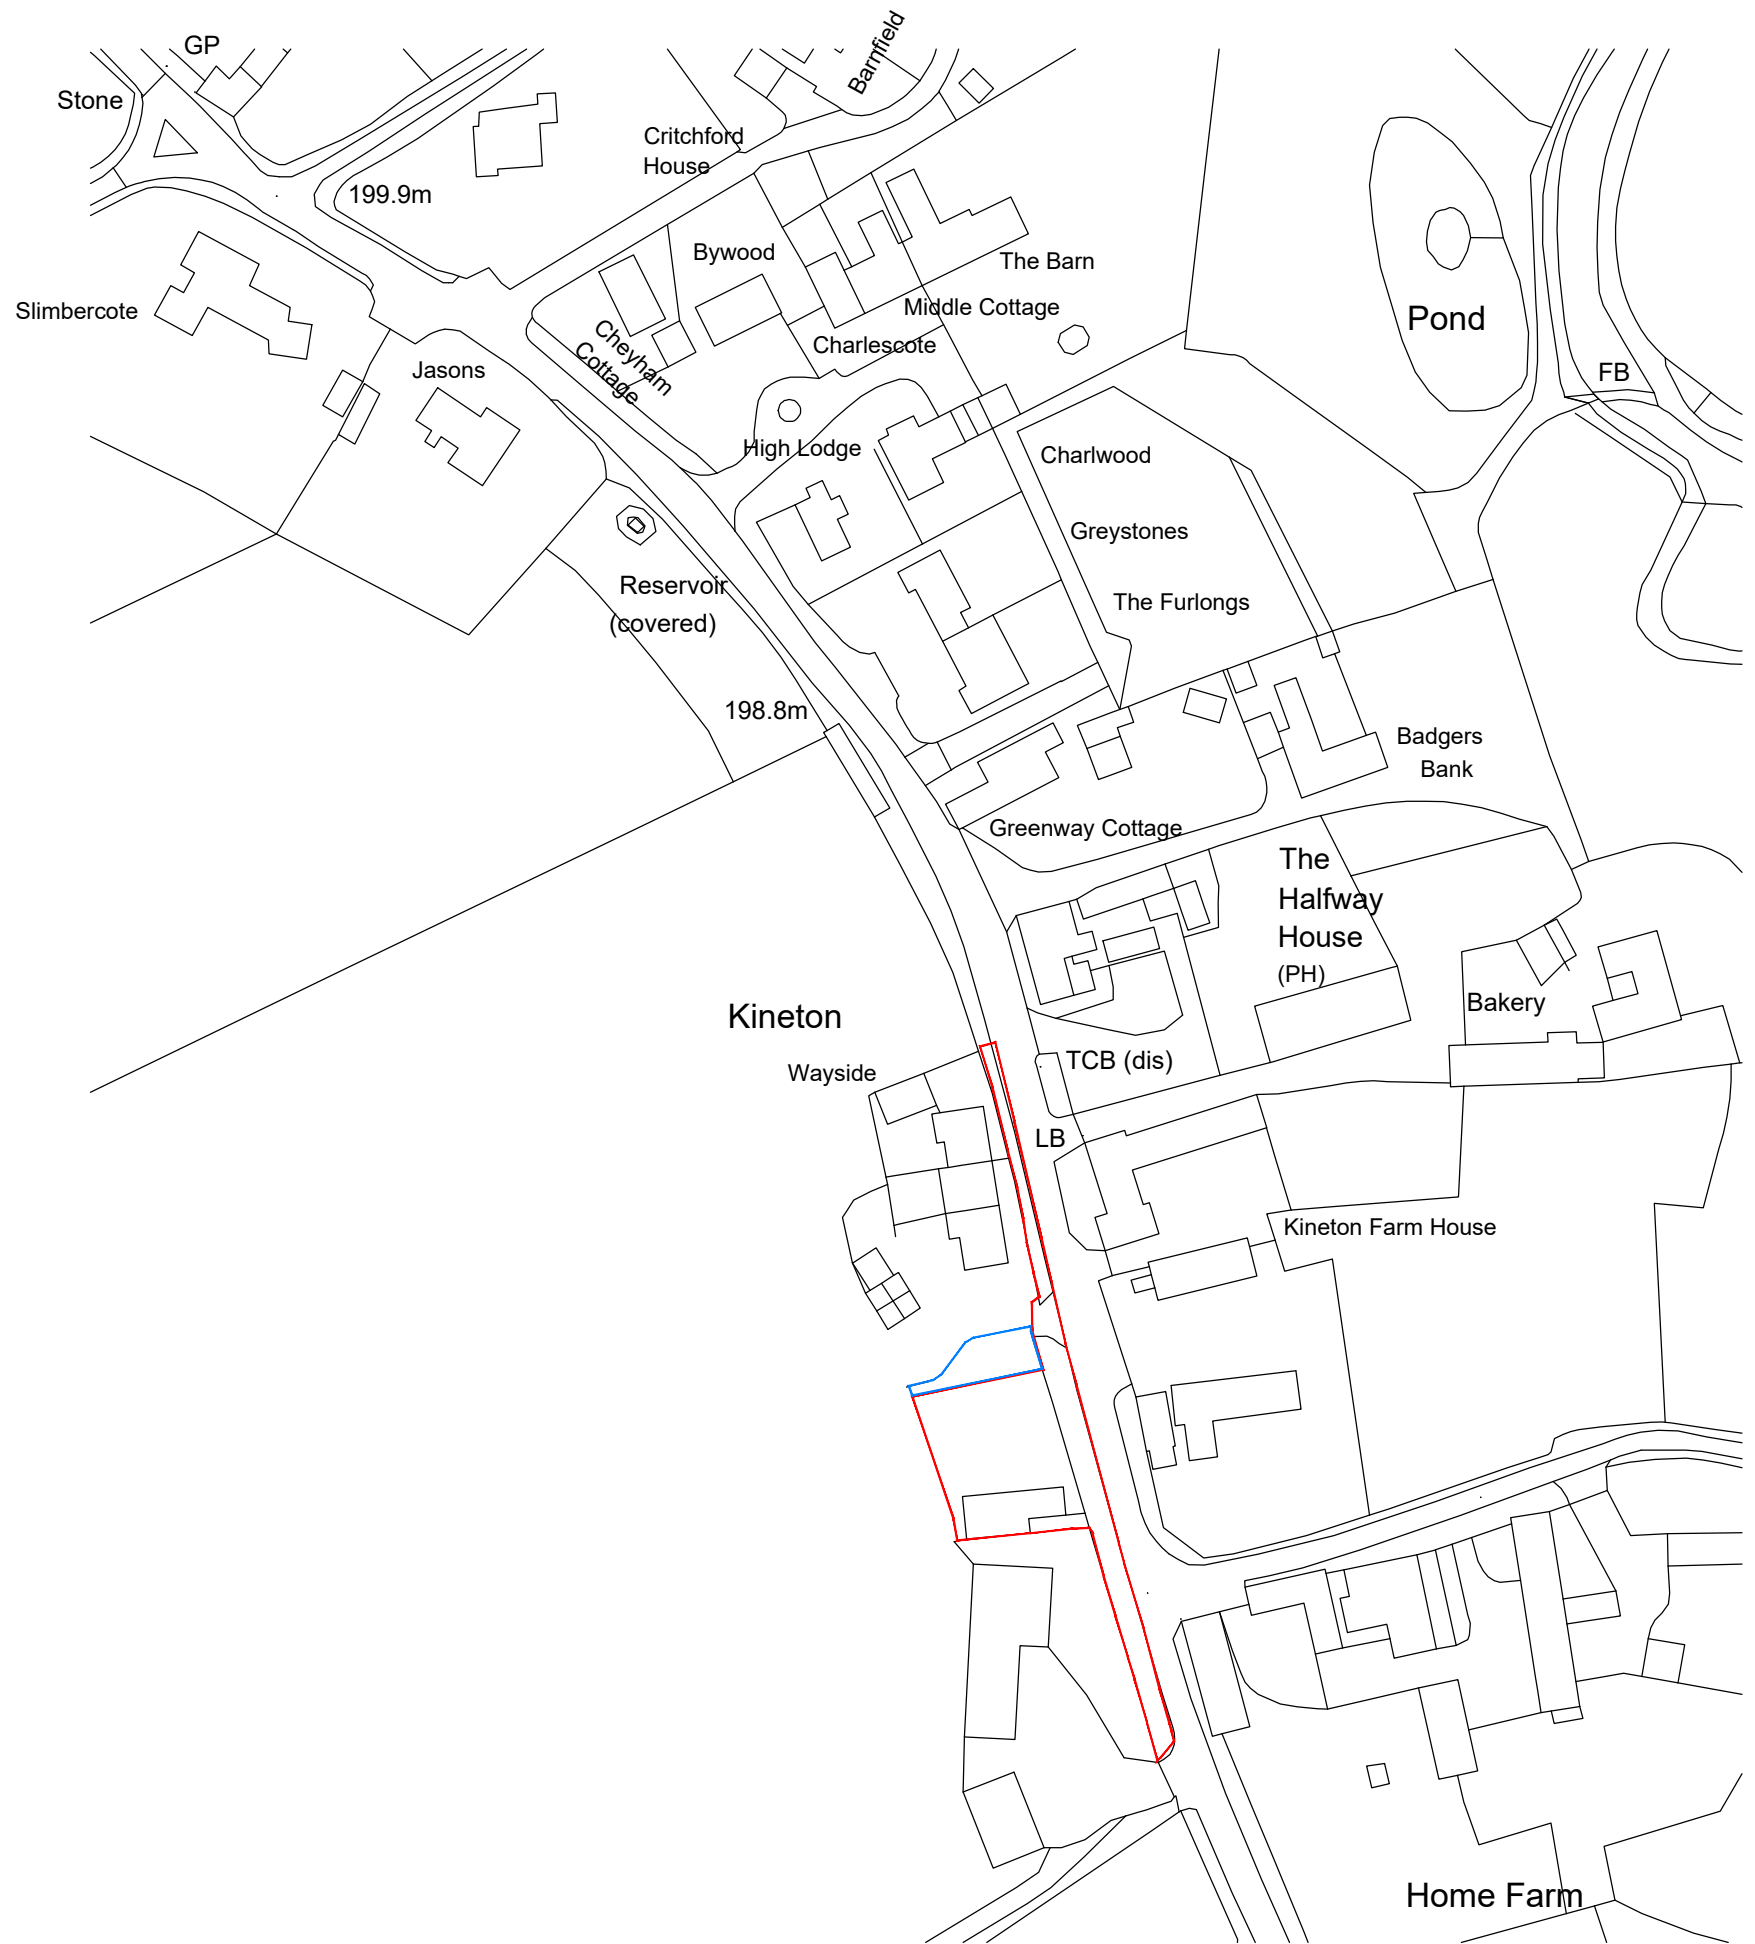 GP
Barnfield
Stone
Critchford
House
199.9m
Bywood
The Barn
Slimbercote
Middle Cottage
Pond
Charlescote
Cheyham
Cottage
Jasons
FB
High Lodge
Charlwood
Greystones
Reservoir
(covered)
The Furlongs
198.8m
Badgers
Bank
Greenway Cottage
The
Halfway
House
(PH)
Bakery
Kineton
TCB (dis)
Wayside
LB
Kineton Farm House
Home Farm